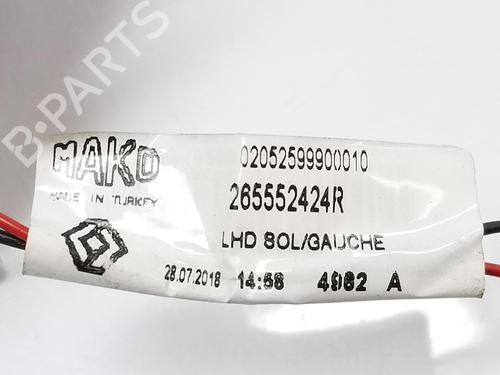 B-PARTS
MAKO
MADE IN TURKEY
02052599900010
265552424R
LHD SOL/GAUCHE
28.07.2018 14:58 4982 A